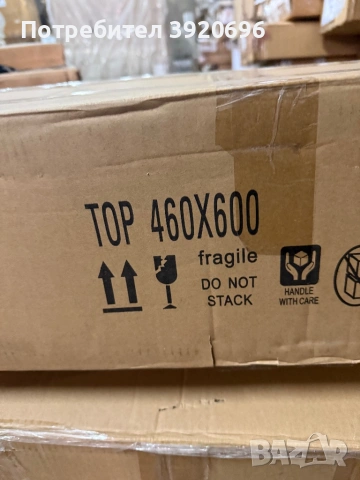 Потребител 3920696
TOP 460X600
fragile
DO NOT
STACK
HANDLE
WITH CARE
BAZAR